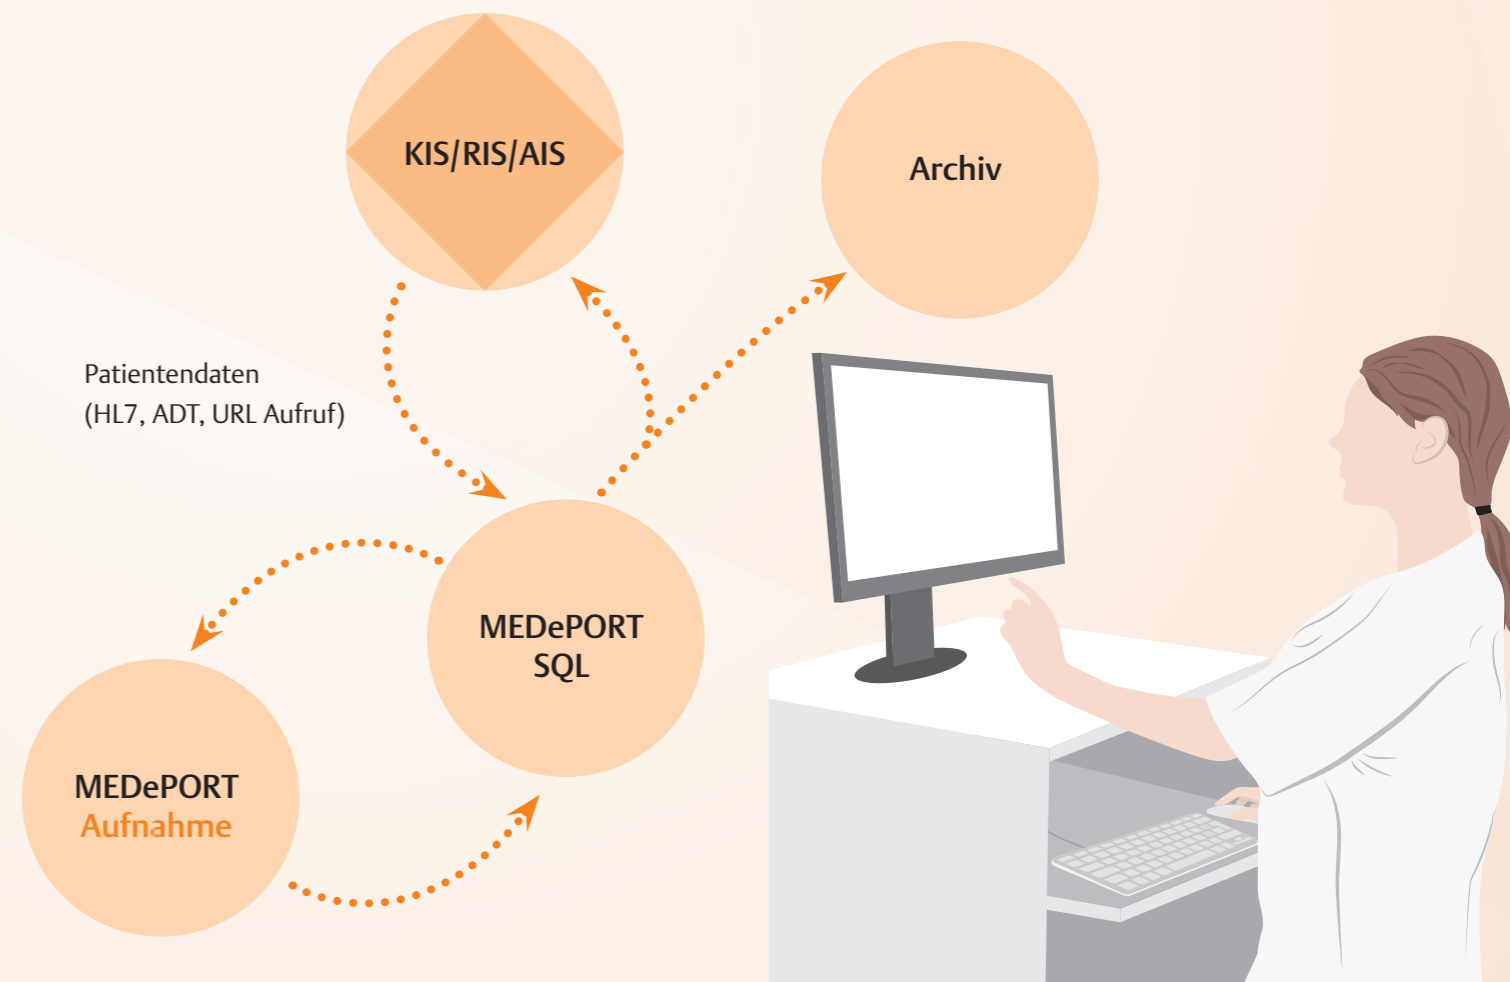 KIS/RIS/AIS
Archiv
Patientendaten
(HL7, ADT, URL Aufruf)
MEDePORT
SQL
MEDePORT
Aufnahme